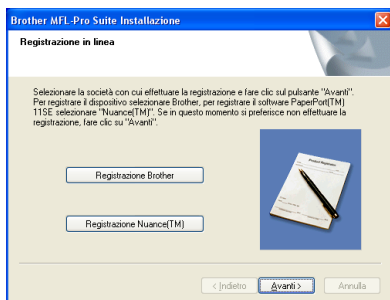 Brother MFL-Pro Suite Installazione
Registrazione in linea
Selezionare la società con cui effettuare la registrazione e fare clic sul pulsante "Avanti".
Per registrare il dispositivo selezionare Brother, per registrare il software PaperPort(TM)
11SE selezionare "Nuance(TM)". Se in questo momento si preferisce non effettuare la
registrazione, fare clic su "Avanti".
Registrazione Brother
Product Registration
Registrazione Nuance(TM)
< Indietro
Avanti >
Annulla